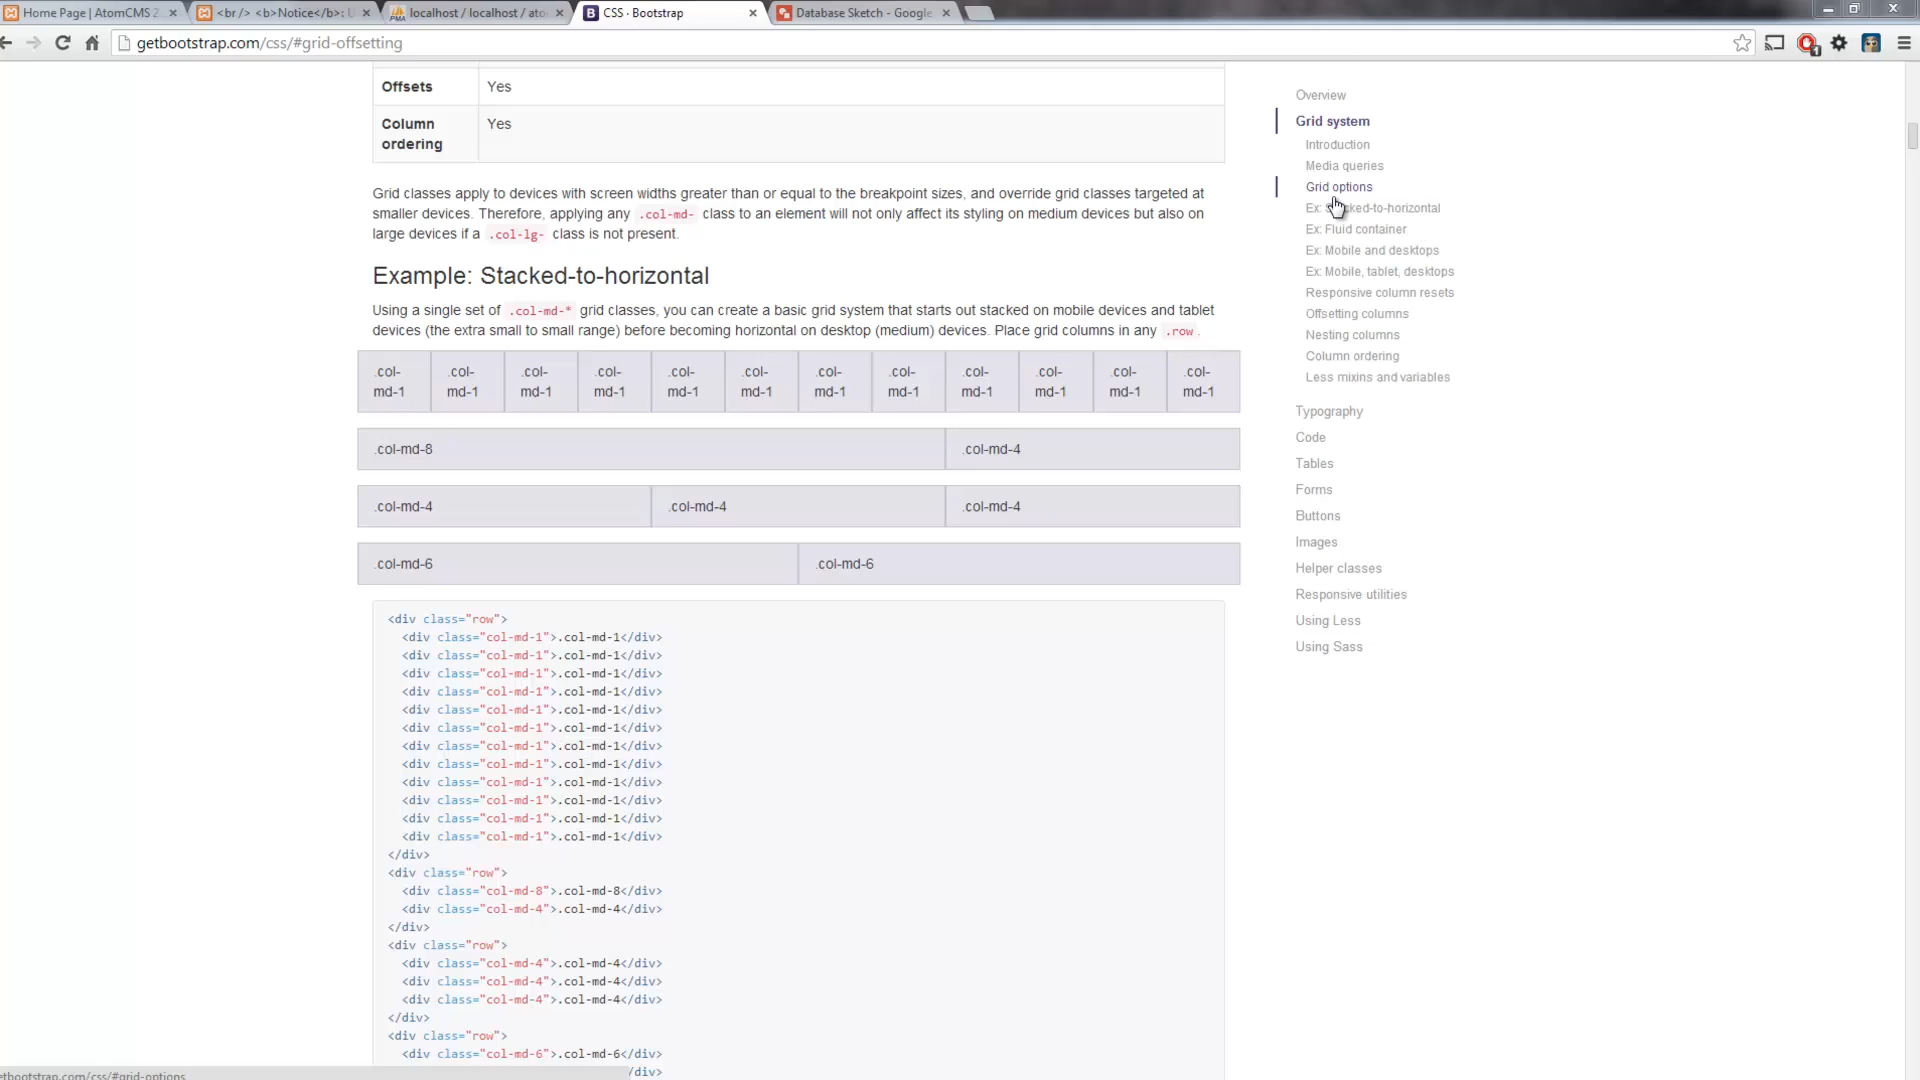 Home Page | AtomCMS 2
<br /> <b>Notice</b>: U
localhost / localhost / ato
CSS · Bootstrap
Database Sketch - Google
getbootstrap.com/css/#grid-offsetting
Offsets Yes
Column Yes
ordering
Grid classes apply to devices with screen widths greater than or equal to the breakpoint sizes, and override grid classes targeted at
smaller devices. Therefore, applying any .col-md- class to an element will not only affect its styling on medium devices but also on
large devices if a .col-lg- class is not present.
Example: Stacked-to-horizontal
Using a single set of .col-md-* grid classes, you can create a basic grid system that starts out stacked on mobile devices and tablet
devices (the extra small to small range) before becoming horizontal on desktop (medium) devices. Place grid columns in any .row.
.col- .col- .col- .col- .col- .col- .col- .col- .col- .col- .col- .col-
md-1 md-1 md-1 md-1 md-1 md-1 md-1 md-1 md-1 md-1 md-1 md-1
.col-md-8 .col-md-4
.col-md-4 .col-md-4 .col-md-4
.col-md-6 .col-md-6
<div class="row">
<div class="col-md-1">.col-md-1</div>
<div class="col-md-1">.col-md-1</div>
<div class="col-md-1">.col-md-1</div>
<div class="col-md-1">.col-md-1</div>
<div class="col-md-1">.col-md-1</div>
<div class="col-md-1">.col-md-1</div>
<div class="col-md-1">.col-md-1</div>
<div class="col-md-1">.col-md-1</div>
<div class="col-md-1">.col-md-1</div>
<div class="col-md-1">.col-md-1</div>
<div class="col-md-1">.col-md-1</div>
<div class="col-md-1">.col-md-1</div>
</div>
<div class="row">
<div class="col-md-8">.col-md-8</div>
<div class="col-md-4">.col-md-4</div>
</div>
<div class="row">
<div class="col-md-4">.col-md-4</div>
<div class="col-md-4">.col-md-4</div>
<div class="col-md-4">.col-md-4</div>
</div>
<div class="row">
<div class="col-md-6">.col-md-6</div>
/div>
etbootstrap.com/css/#grid-options
Overview
Grid system
Introduction
Media queries
Grid options
Ex: cked-to-horizontal
Ex: Fluid container
Ex: Mobile and desktops
Ex: Mobile, tablet, desktops
Responsive column resets
Offsetting columns
Nesting columns
Column ordering
Less mixins and variables
Typography
Code
Tables
Forms
Buttons
Images
Helper classes
Responsive utilities
Using Less
Using Sass